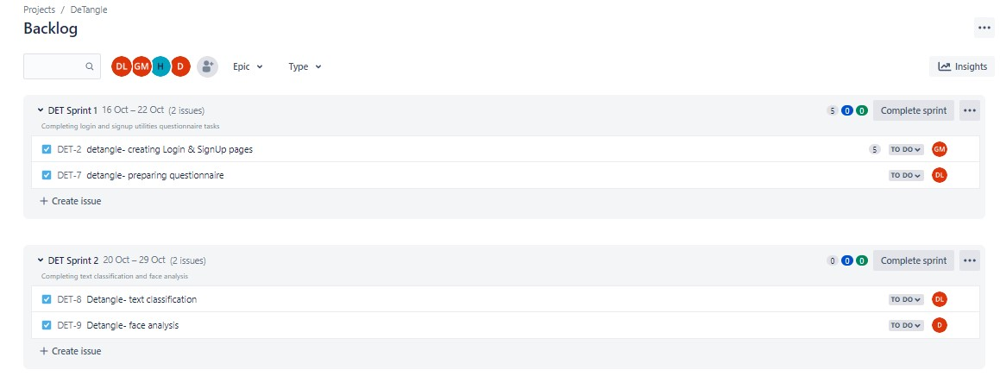 Projects / DeTangle
Backlog
DL GM H D Epic Type Insights
DET Sprint 1 16 Oct – 22 Oct (2 issues) 5 0 0 Complete sprint
Completing login and signup utilities questionnaire tasks
DET-2 detangle- creating Login & SignUp pages 5 TO DO GM
DET-7 detangle- preparing questionnaire TO DO DL
+ Create issue
DET Sprint 2 20 Oct – 29 Oct (2 issues) 0 0 0 Complete sprint
Completing text classification and face analysis
DET-8 Detangle- text classification TO DO DL
DET-9 Detangle- face analysis TO DO D
+ Create issue